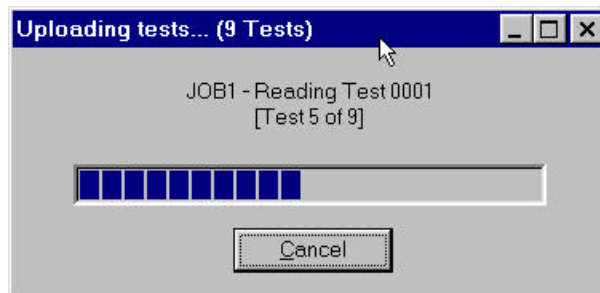 Uploading tests... (9 Tests)
JOB1 - Reading Test 0001
[Test 5 of 9]
Cancel